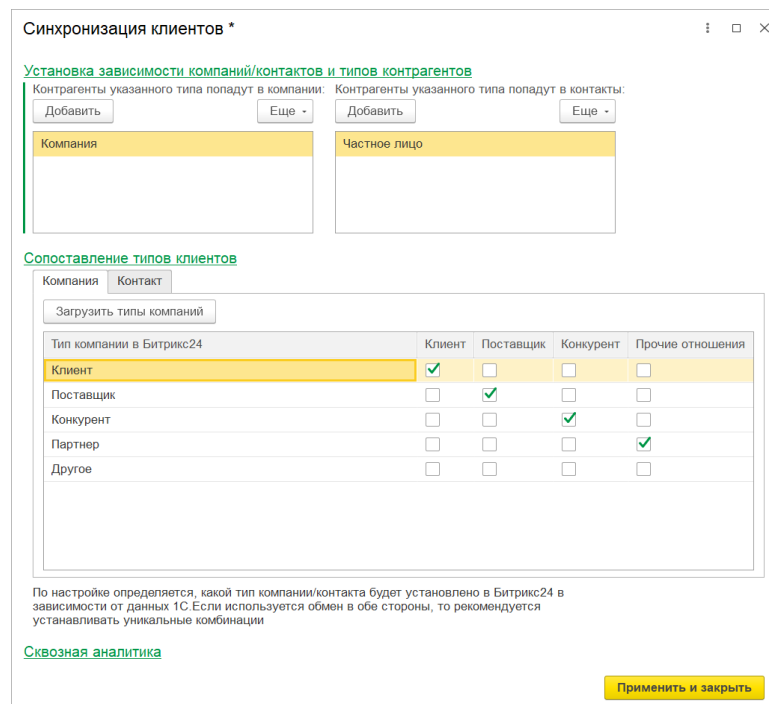 Синхронизация клиентов *
Установка зависимости компаний/контактов и типов контрагентов
Контрагенты указанного типа попадут в компании: Контрагенты указанного типа попадут в контакты:
Добавить Еще Добавить Еще
Компания Частное лицо
Сопоставление типов клиентов
Компания Контакт
Загрузить типы компаний
Тип компании в Битрикс24 Клиент Поставщик Конкурент Прочие отношения
Клиент
Поставщик
Конкурент
Партнер
Другое
По настройке определяется, какой тип компании/контакта будет установлено в Битрикс24 в
зависимости от данных 1С.Если используется обмен в обе стороны, то рекомендуется
устанавливать уникальные комбинации
Сквозная аналитика
Применить и закрыть